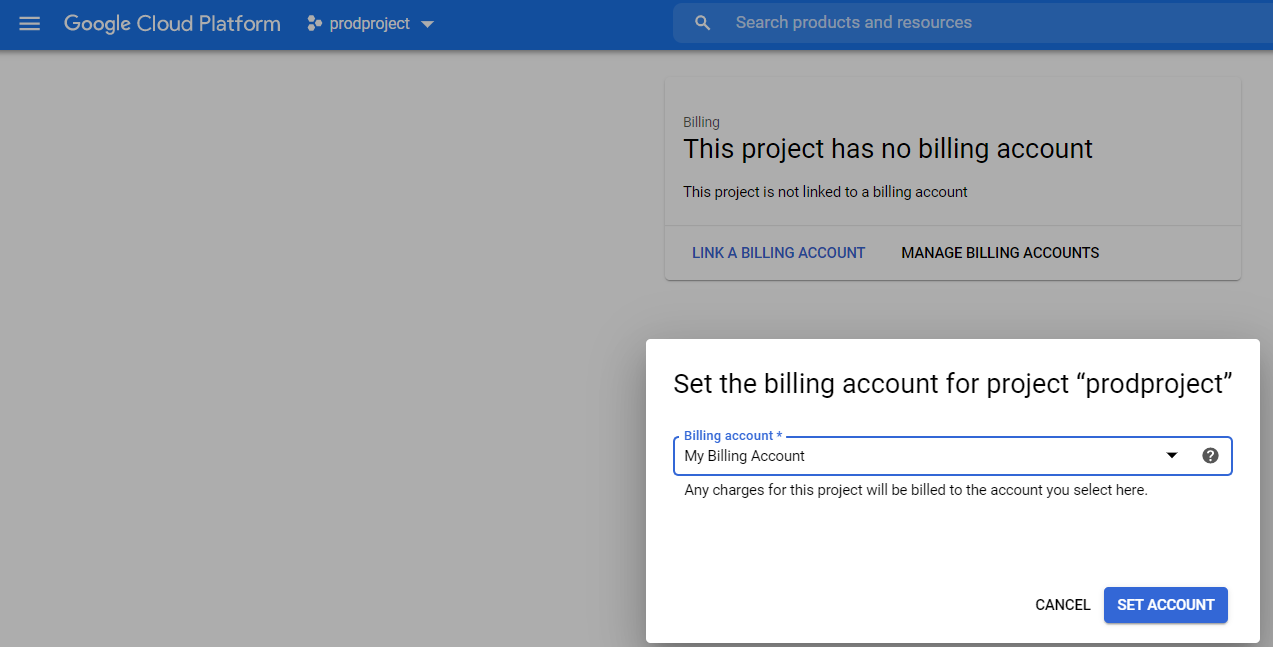 Google Cloud Platform prodproject Search products and resources
Billing
This project has no billing account
This project is not linked to a billing account
LINK A BILLING ACCOUNT MANAGE BILLING ACCOUNTS
Set the billing account for project “prodproject”
Billing account *
My Billing Account ?
Any charges for this project will be billed to the account you select here.
CANCEL SET ACCOUNT